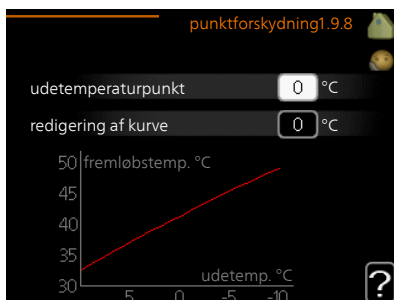 punktforskydning1.9.8
udetemperaturpunkt 0 °C
redigering af kurve 0 °C
50 fremløbstemp. °C
45
40
35
udetemp. °C
30
5 0 -5 -10
?